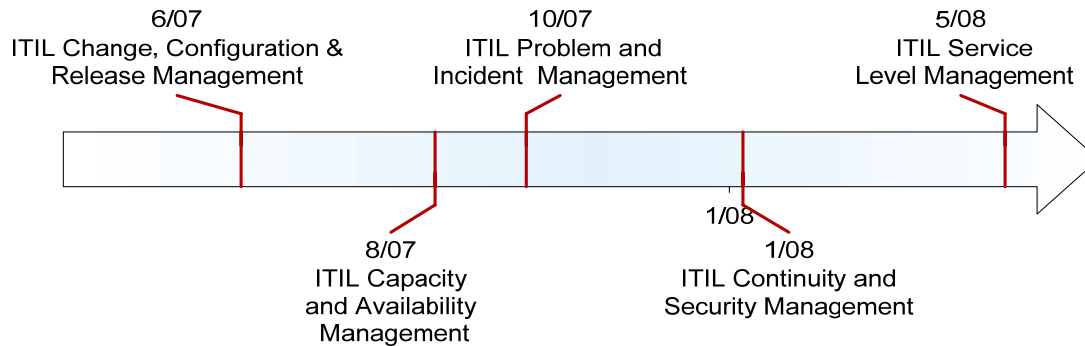 6/07
ITIL Change, Configuration &
Release Management
10/07
ITIL Problem and
Incident  Management
5/08
ITIL Service
Level Management
1/08
8/07
ITIL Capacity
and Availability
Management
1/08
ITIL Continuity and
Security Management